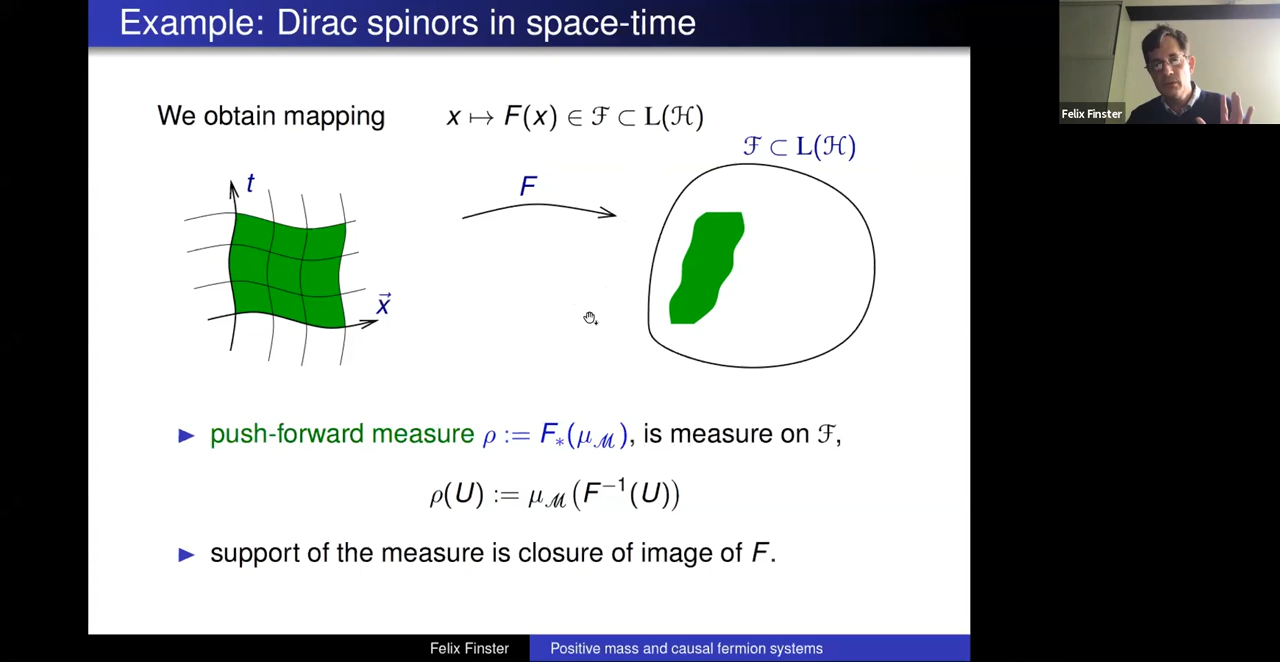 Example: Dirac spinors in space-time
We obtain mapping x ↦ F(x) ∈ ℱ ⊂ L(ℋ)
ℱ ⊂ L(ℋ)
t
F
x⃗
► push-forward measure ρ := F∗(μ_ℳ), is measure on ℱ,
ρ(U) := μ_ℳ(F⁻¹(U))
► support of the measure is closure of image of F.
Felix Finster Positive mass and causal fermion systems
Felix Finster